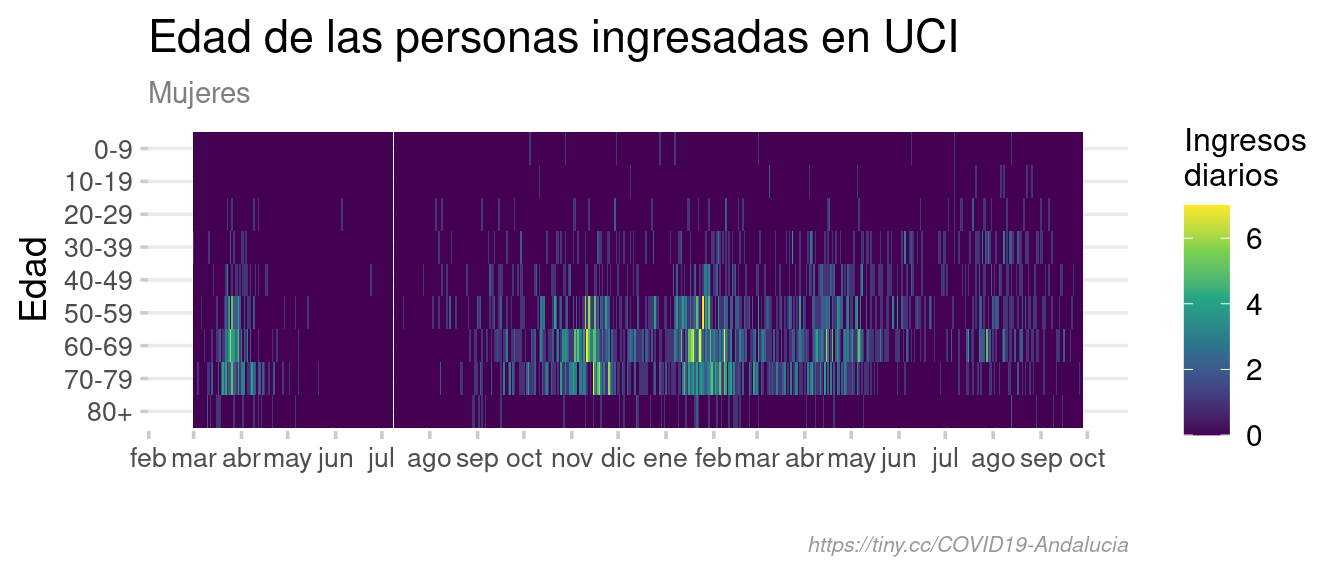 Edad de las personas ingresadas en UCI
Mujeres
Edad
0-9
10-19
20-29
30-39
40-49
50-59
60-69
70-79
80+
feb mar abr may jun jul ago sep oct nov dic ene feb mar abr may jun jul ago sep oct
Ingresos
diarios
6
4
2
0
https://tiny.cc/COVID19-Andalucia